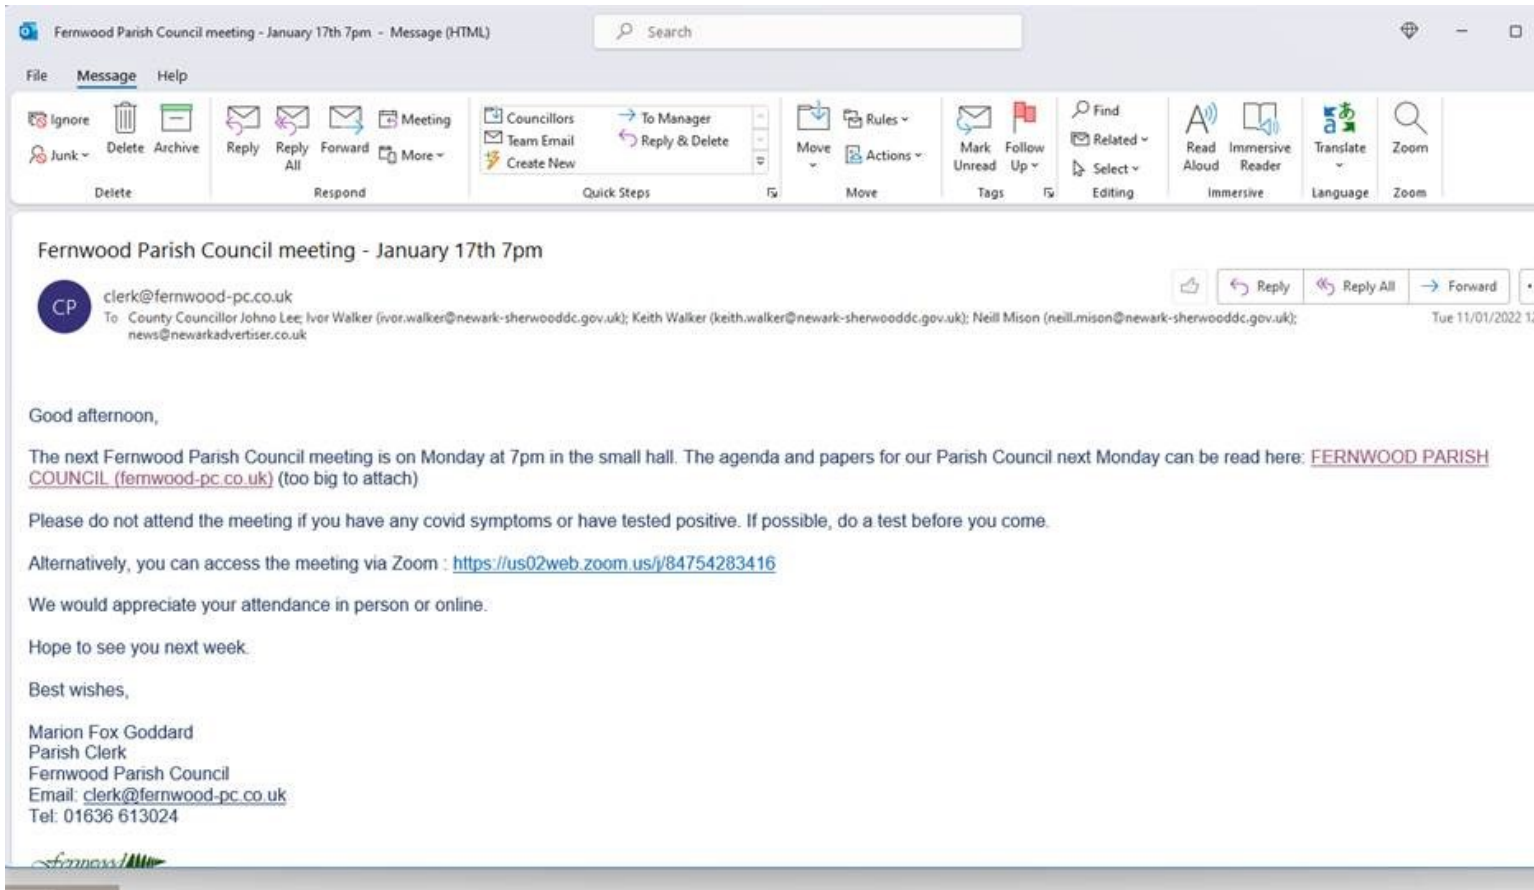 Fernwood Parish Council meeting - January 17th 7pm - Message (HTML)
Search
File Message Help
Ignore
Junk
Delete
Archive
Delete
Reply
Reply All
Forward
Meeting
More
Respond
Councillors
Team Email
Create New
To Manager
Reply & Delete
Quick Steps
Move
Rules
Actions
Move
Mark Unread
Follow Up
Tags
Find
Related
Select
Editing
Read Aloud
Immersive Reader
Immersive
Translate
Language
Zoom
Zoom
Fernwood Parish Council meeting - January 17th 7pm
CP
clerk@fernwood-pc.co.uk
Reply
Reply All
Forward
To County Councillor Johno Lee; Ivor Walker (ivor.walker@newark-sherwooddc.gov.uk); Keith Walker (keith.walker@newark-sherwooddc.gov.uk); Neill Mison (neill.mison@newark-sherwooddc.gov.uk);
news@newarkadvertiser.co.uk
Tue 11/01/2022
Good afternoon,
The next Fernwood Parish Council meeting is on Monday at 7pm in the small hall. The agenda and papers for our Parish Council next Monday can be read here: FERNWOOD PARISH
COUNCIL (fernwood-pc.co.uk) (too big to attach)
Please do not attend the meeting if you have any covid symptoms or have tested positive. If possible, do a test before you come.
Alternatively, you can access the meeting via Zoom : https://us02web.zoom.us/j/84754283416
We would appreciate your attendance in person or online.
Hope to see you next week.
Best wishes,
Marion Fox Goddard
Parish Clerk
Fernwood Parish Council
Email: clerk@fernwood-pc.co.uk
Tel: 01636 613024
fernwood